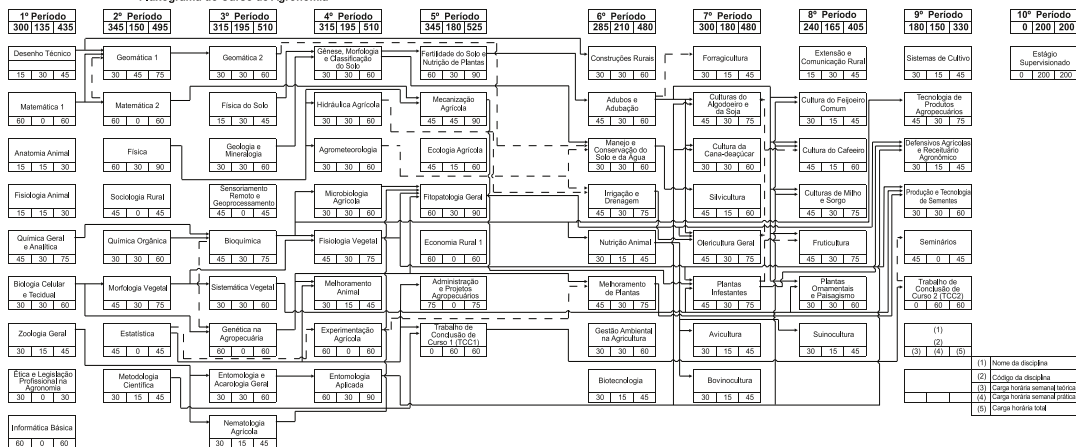 Fluxograma do Curso de Agronomia
1º Período
300 135 435
2º Período
345 150 495
3º Período
315 195 510
4º Período
315 195 510
5º Período
345 180 525
6º Período
285 210 480
7º Período
300 180 480
8º Período
240 165 405
9º Período
180 150 330
10º Período
0 200 200
Desenho Técnico
15 30 45
Geomática 1
45 30 75
Geomática 2
30 30 60
Gênese, Morfologia
e Classificação
do Solo
30 30 60
Fertilidade do Solo e
Nutrição de Plantas
60 30 90
Construções Rurais
30 30 60
Forragicultura
30 15 45
Extensão e
Comunicação Rural
15 30 45
Sistemas de Cultivo
30 15 45
Estágio
Supervisionado
0 200 200
Matemática 1
60 0 60
Matemática 2
60 0 60
Física do Solo
30 30 60
Hidráulica Agrícola
30 30 60
Mecanização
Agrícola
45 45 90
Adubos e
Adubação
45 30 75
Culturas do
Algodoeiro e
da Soja
45 30 75
Cultura do Feijoeiro
Comum
30 15 45
Tecnologia de
Produtos
Agropecuários
45 30 75
Anatomia Animal
15 15 30
Física
60 30 90
Geologia e
Mineralogia
30 30 60
Agrometeorologia
30 30 60
Ecologia Agrícola
45 15 60
Manejo e
Conservação do
Solo e da Água
30 30 60
Cultura da
Cana-deaçúcar
30 30 60
Cultura do Cafeeiro
45 15 60
Defensivos Agrícolas
e Receituário
Agronômico
30 15 45
Fisiologia Animal
15 15 30
Sociologia Rural
45 0 45
Sensoriamento
Remoto e
Geoprocessamento
45 0 45
Microbiologia
Agrícola
30 30 60
Fitopatologia Geral
60 30 90
Irrigação e
Drenagem
45 30 75
Silvicultura
45 15 60
Culturas de Milho
e Sorgo
45 30 75
Produção e Tecnologia
de Sementes
30 30 60
Química Geral
e Analítica
45 30 75
Química Orgânica
45 30 75
Bioquímica
45 30 75
Fisiologia Vegetal
45 30 75
Economia Rural 1
60 0 60
Nutrição Animal
30 15 45
Olericultura Geral
45 30 75
Fruticultura
45 30 75
Seminários
45 0 45
Biologia Celular
e Tecidual
30 30 60
Morfologia Vegetal
45 30 75
Sistemática Vegetal
30 30 60
Melhoramento
Animal
30 15 45
Administração
e Projetos
Agropecuários
75 0 75
Melhoramento
de Plantas
45 30 75
Plantas
Infestantes
45 30 75
Plantas
Ornamentais
e Paisagismo
30 30 60
Trabalho de
Conclusão de
Curso 2 (TCC2)
0 60 60
Zoologia Geral
30 15 45
Estatística
45 0 45
Genética na
Agropecuária
60 0 60
Experimentação
Agrícola
60 0 60
Trabalho de
Conclusão de
Curso 1 (TCC1)
0 60 60
Gestão Ambiental
na Agricultura
30 30 60
Avicultura
30 15 45
Suinocultura
30 15 45
(1)
(2)
(3) (4) (5)
Ética e Legislação
Profissional na
Agronomia
30 0 30
Metodologia
Científica
30 15 45
Entomologia e
Acarologia Geral
30 30 60
Entomologia
Aplicada
60 30 90
Biotecnologia
30 15 45
Bovinocultura
30 15 45
(1) Nome da disciplina
(2) Código da disciplina
(3) Carga horária semanal teórica
(4) Carga horária semanal prática
(5) Carga horária total
Informática Básica
60 0 60
Nematologia
Agrícola
30 15 45